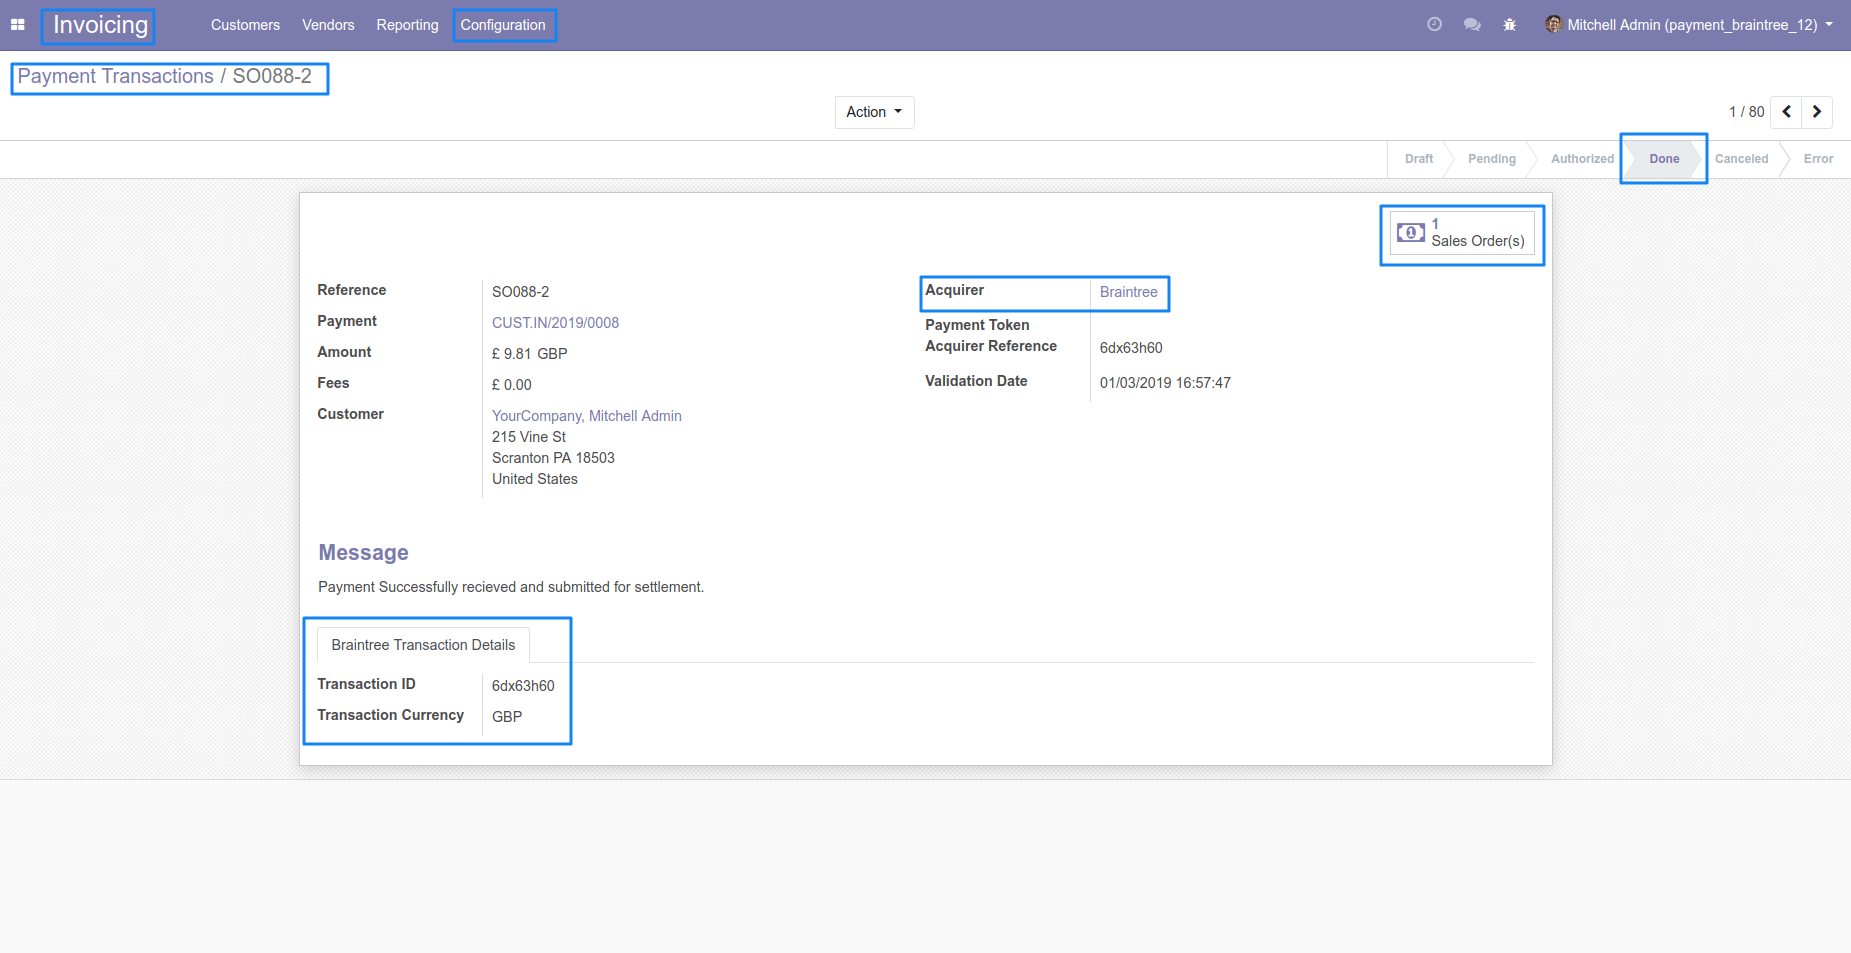 Invoicing Customers Vendors Reporting Configuration Mitchell Admin (payment_braintree_12)
Payment Transactions / SO088-2
Action 1 / 80
Draft Pending Authorized Done Canceled Error
1
Sales Order(s)
Reference SO088-2
Payment CUST.IN/2019/0008
Amount £ 9.81 GBP
Fees £ 0.00
Customer YourCompany, Mitchell Admin
215 Vine St
Scranton PA 18503
United States
Acquirer Braintree
Payment Token
Acquirer Reference 6dx63h60
Validation Date 01/03/2019 16:57:47
Message
Payment Successfully recieved and submitted for settlement.
Braintree Transaction Details
Transaction ID 6dx63h60
Transaction Currency GBP